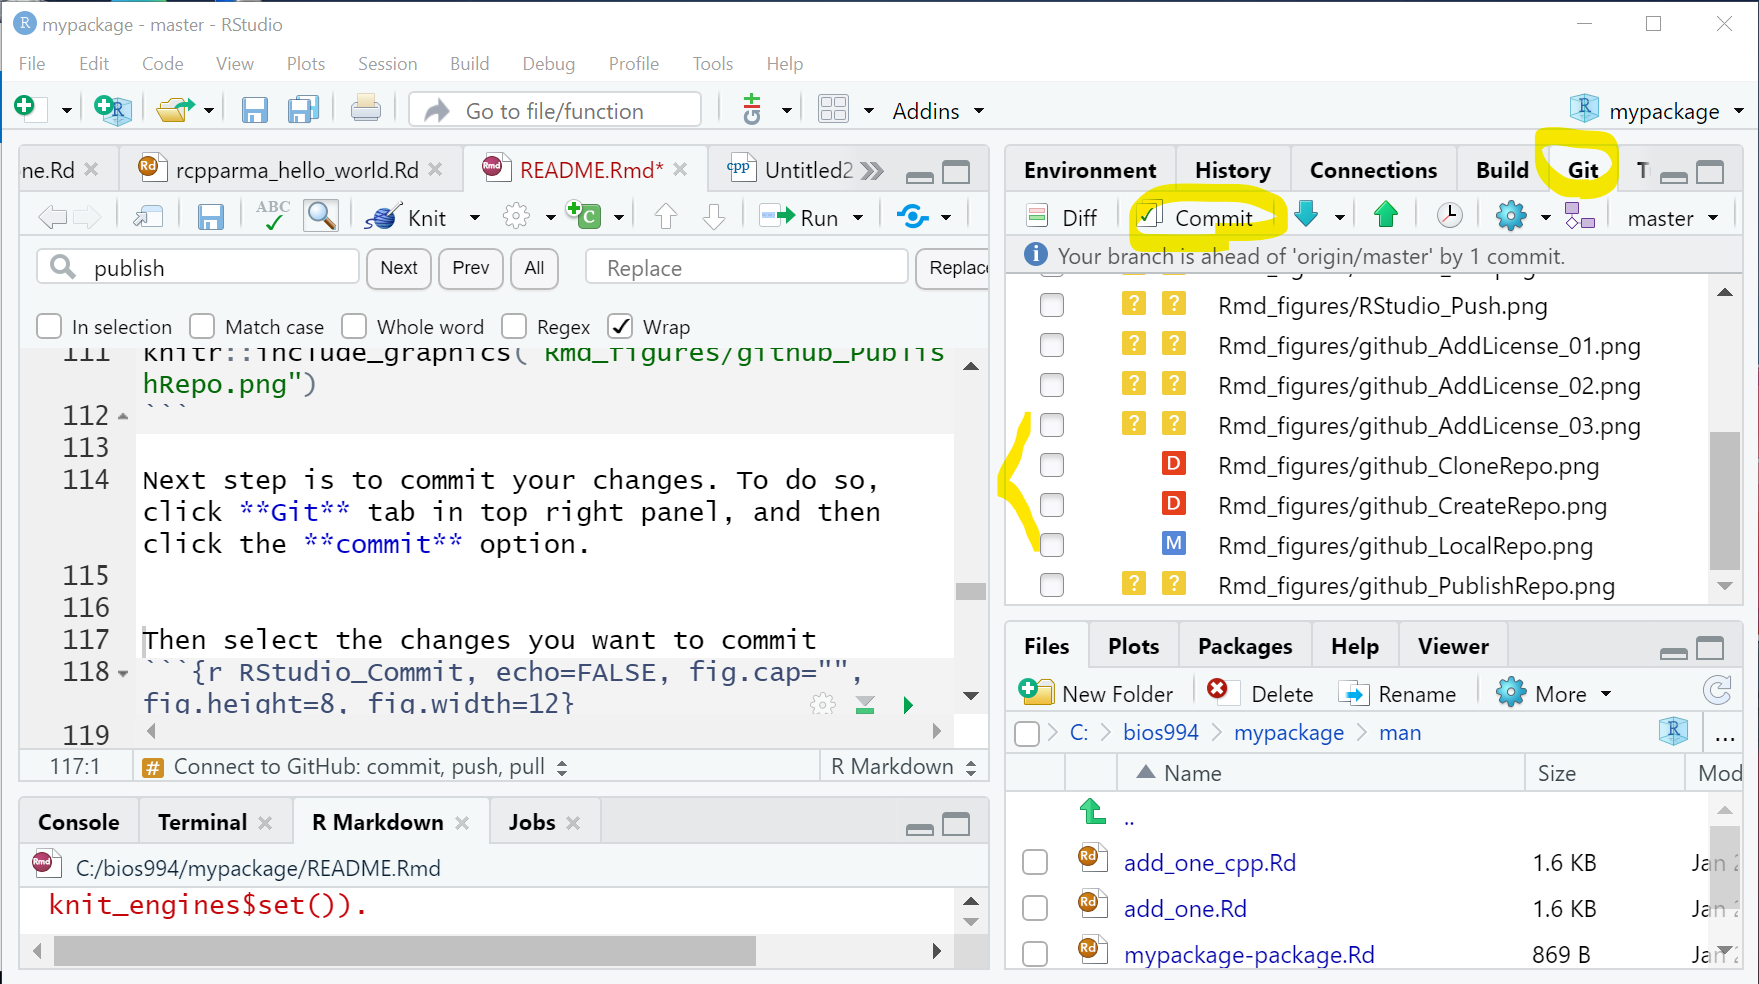 mypackage - master - RStudio
File Edit Code View Plots Session Build Debug Profile Tools Help
Go to file/function
Addins
mypackage
ne.Rd
rcpparma_hello_world.Rd
README.Rmd*
Untitled2
ABC
Knit
Run
publish
Next
Prev
All
Replace
Replace
In selection
Match case
Whole word
Regex
Wrap
111 knitr::include_graphics("Rmd_figures/github_Publis
hRepo.png")
112 ```
113
114 Next step is to commit your changes. To do so,
click **Git** tab in top right panel, and then
click the **commit** option.
115
116
117 Then select the changes you want to commit
118 ```{r RStudio_Commit, echo=FALSE, fig.cap="",
fig.height=8, fig.width=12}
119
117:1
# Connect to GitHub: commit, push, pull
R Markdown
Console
Terminal
R Markdown
Jobs
C:/bios994/mypackage/README.Rmd
knit_engines$set()).
Environment
History
Connections
Build
Git
Diff
Commit
master
Your branch is ahead of 'origin/master' by 1 commit.
? ? Rmd_figures/RStudio_Push.png
? ? Rmd_figures/github_AddLicense_01.png
? ? Rmd_figures/github_AddLicense_02.png
? ? Rmd_figures/github_AddLicense_03.png
D Rmd_figures/github_CloneRepo.png
D Rmd_figures/github_CreateRepo.png
M Rmd_figures/github_LocalRepo.png
? ? Rmd_figures/github_PublishRepo.png
Files
Plots
Packages
Help
Viewer
New Folder
Delete
Rename
More
C: bios994 mypackage man
...
Name Size Mod
..
add_one_cpp.Rd 1.6 KB Jan 2
add_one.Rd 1.6 KB Jan 2
mypackage-package.Rd 869 B Jan 2